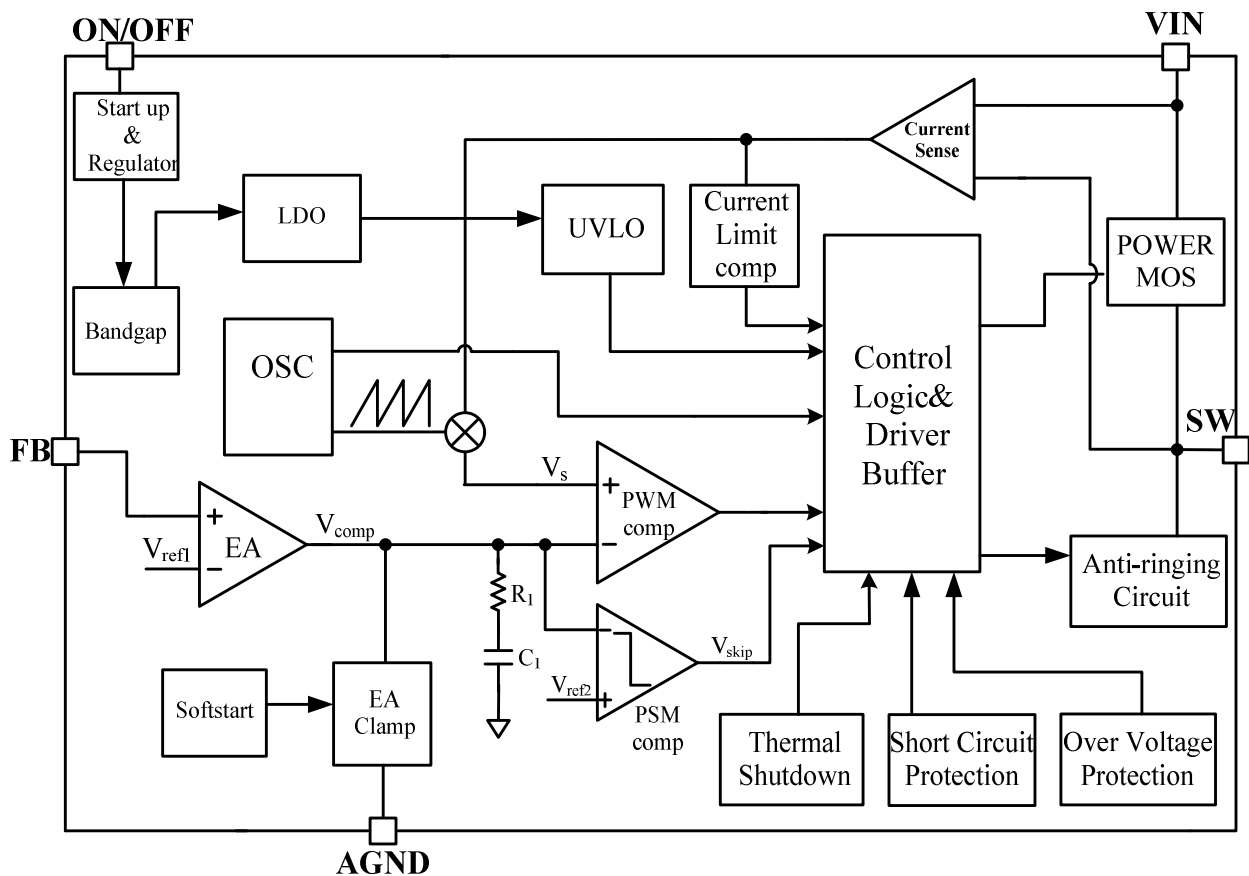 ON/OFF
VIN
Start up
&
Regulator
Current
Sense
LDO
UVLO
Current
Limit
comp
POWER
MOS
Bandgap
OSC
Control
Logic&
Driver
Buffer
SW
FB
Vs
PWM
comp
+
−
Vcomp
+
EA
−
Vref1
R1
C1
Anti-ringing
Circuit
−
Vskip
Vref2
+
PSM
comp
Softstart
EA
Clamp
Thermal
Shutdown
Short Circuit
Protection
Over Voltage
Protection
AGND